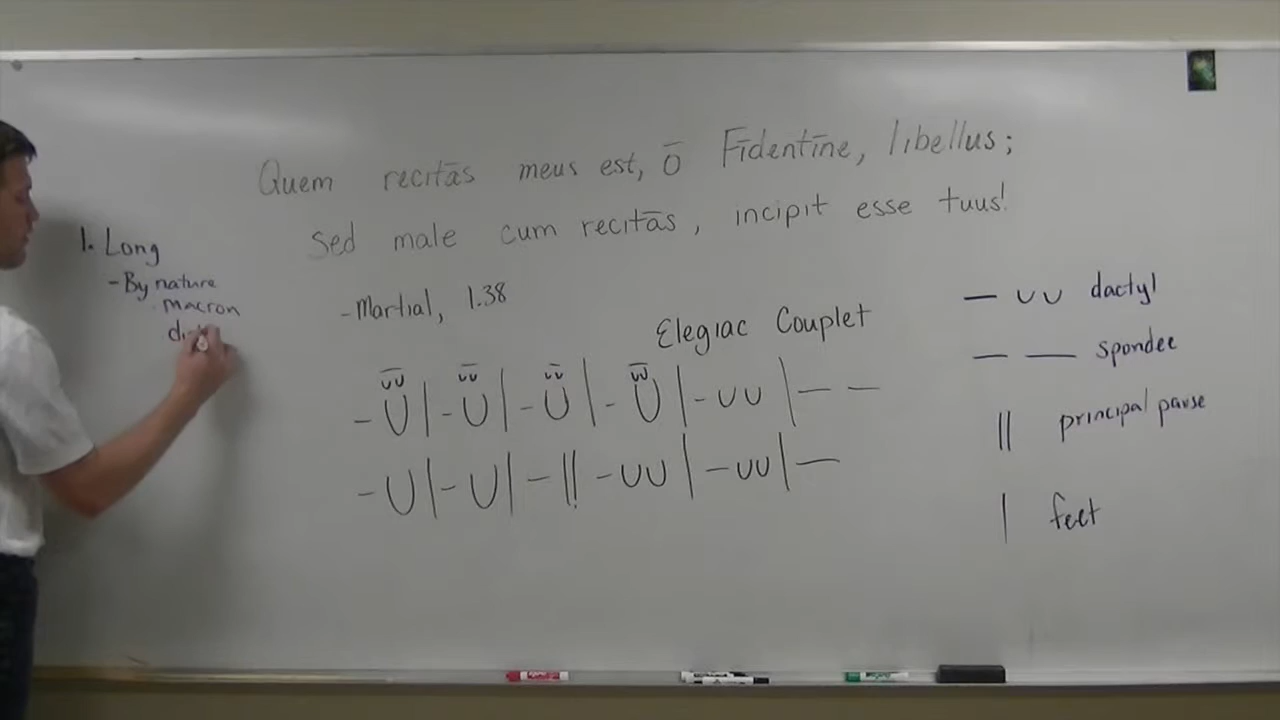 Quem recitās meus est, ō Fīdentīne, libellus;
Sed male cum recitās, incipit esse tuus!
-Martial, 1.38
1. Long
- By nature
. macron
Elegiac Couplet
— ∪∪ dactyl
— — spondee
|| principal pause
| feet
- ∪ | - ∪ | - ∪ | - ∪ | - ∪∪ | — —
- ∪ | - ∪ | - || - ∪∪ | - ∪∪ | —